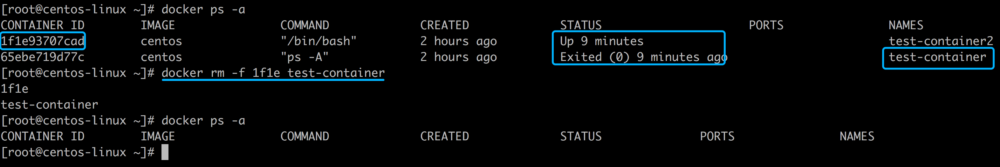 [root@centos-linux ~]# docker ps -a
CONTAINER ID IMAGE COMMAND CREATED STATUS PORTS NAMES
1f1e93707cad centos "/bin/bash" 2 hours ago Up 9 minutes test-container2
65ebe719d77c centos "ps -A" 2 hours ago Exited (0) 9 minutes ago test-container
[root@centos-linux ~]# docker rm -f 1f1e test-container
1f1e
test-container
[root@centos-linux ~]# docker ps -a
CONTAINER ID IMAGE COMMAND CREATED STATUS PORTS NAMES
[root@centos-linux ~]#